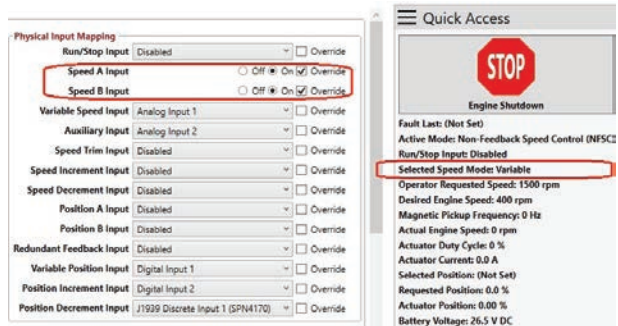 Physical Input Mapping
Run/Stop Input Disabled Override
Speed A Input Off On Override
Speed B Input Off On Override
Variable Speed Input Analog Input 1 Override
Auxiliary Input Analog Input 2 Override
Speed Trim Input Disabled Override
Speed Increment Input Disabled Override
Speed Decrement Input Disabled Override
Position A Input Disabled Override
Position B Input Disabled Override
Redundant Feedback Input Disabled Override
Variable Position Input Digital Input 1 Override
Position Increment Input Digital Input 2 Override
Position Decrement Input J1939 Discrete Input 1 (SPN4170) Override
Quick Access
STOP
Engine Shutdown
Fault Last: (Not Set)
Active Mode: Non-Feedback Speed Control (NFSC
Run/Stop Input: Disabled
Selected Speed Mode: Variable
Operator Requested Speed: 1500 rpm
Desired Engine Speed: 400 rpm
Magnetic Pickup Frequency: 0 Hz
Actual Engine Speed: 0 rpm
Actuator Duty Cycle: 0 %
Actuator Current: 0.0 A
Selected Position: (Not Set)
Requested Position: 0.0 %
Actuator Position: 0.00 %
Battery Voltage: 26.5 V DC